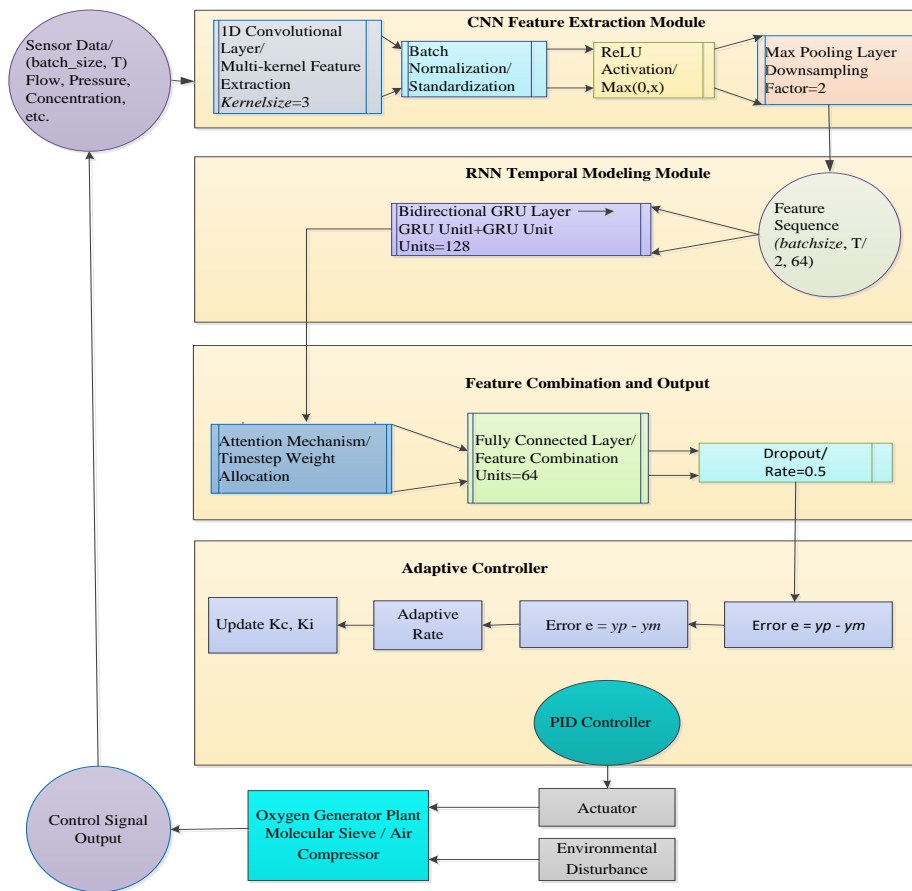 CNN Feature Extraction Module
Sensor Data/
(batch_size, T)
Flow, Pressure,
Concentration,
etc.
1D Convolutional
Layer/
Multi-kernel Feature
Extraction
Kernelsize=3
Batch
Normalization/
Standardization
ReLU
Activation/
Max(0,x)
Max Pooling Layer
Downsampling
Factor=2
RNN Temporal Modeling Module
Bidirectional GRU Layer
GRU Unitl+GRU Unit
Units=128
Feature
Sequence
(batchsize, T/
2, 64)
Feature Combination and Output
Attention Mechanism/
Timestep Weight
Allocation
Fully Connected Layer/
Feature Combination
Units=64
Dropout/
Rate=0.5
Adaptive Controller
Update Kc, Ki
Adaptive
Rate
Error e = yp - ym
Error e = yp - ym
PID Controller
Control Signal
Output
Oxygen Generator Plant
Molecular Sieve / Air
Compressor
Actuator
Environmental
Disturbance